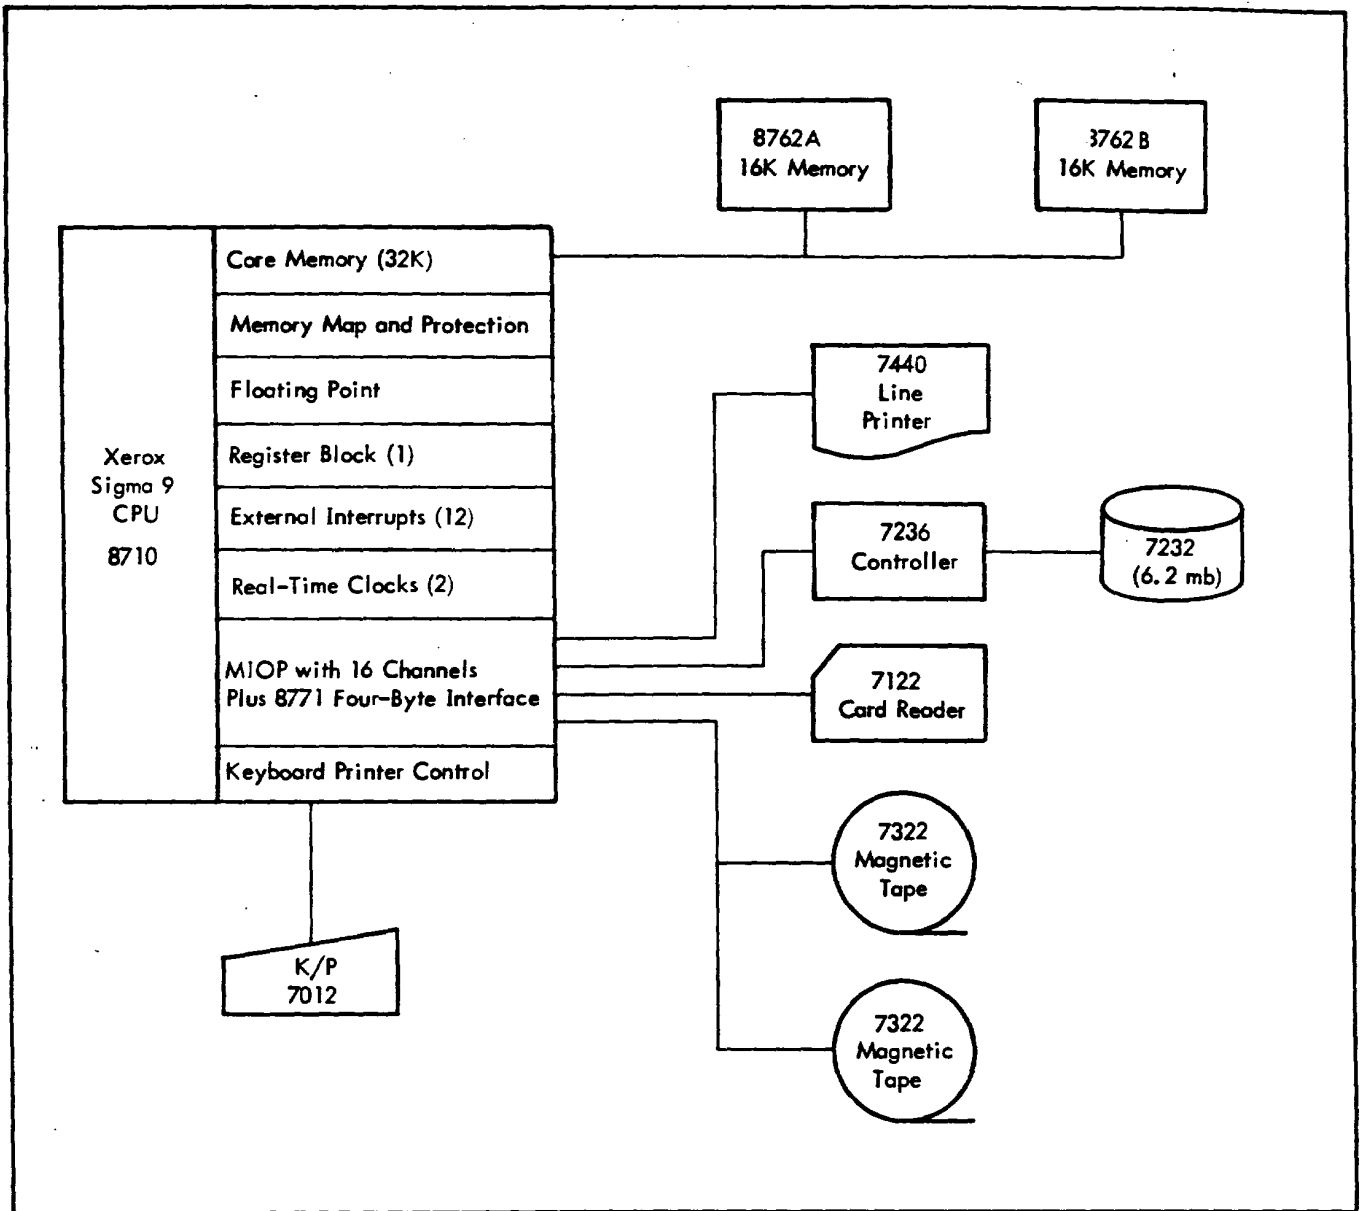 8762A
16K Memory
3762B
16K Memory
Core Memory (32K)
Memory Map and Protection
Floating Point
Register Block (1)
External Interrupts (12)
Real-Time Clocks (2)
MIOP with 16 Channels
Plus 8771 Four-Byte Interface
Keyboard Printer Control
Xerox
Sigma 9
CPU
8710
7440
Line
Printer
7236
Controller
7232
(6.2 mb)
7122
Card Reader
7322
Magnetic
Tape
7322
Magnetic
Tape
K/P
7012